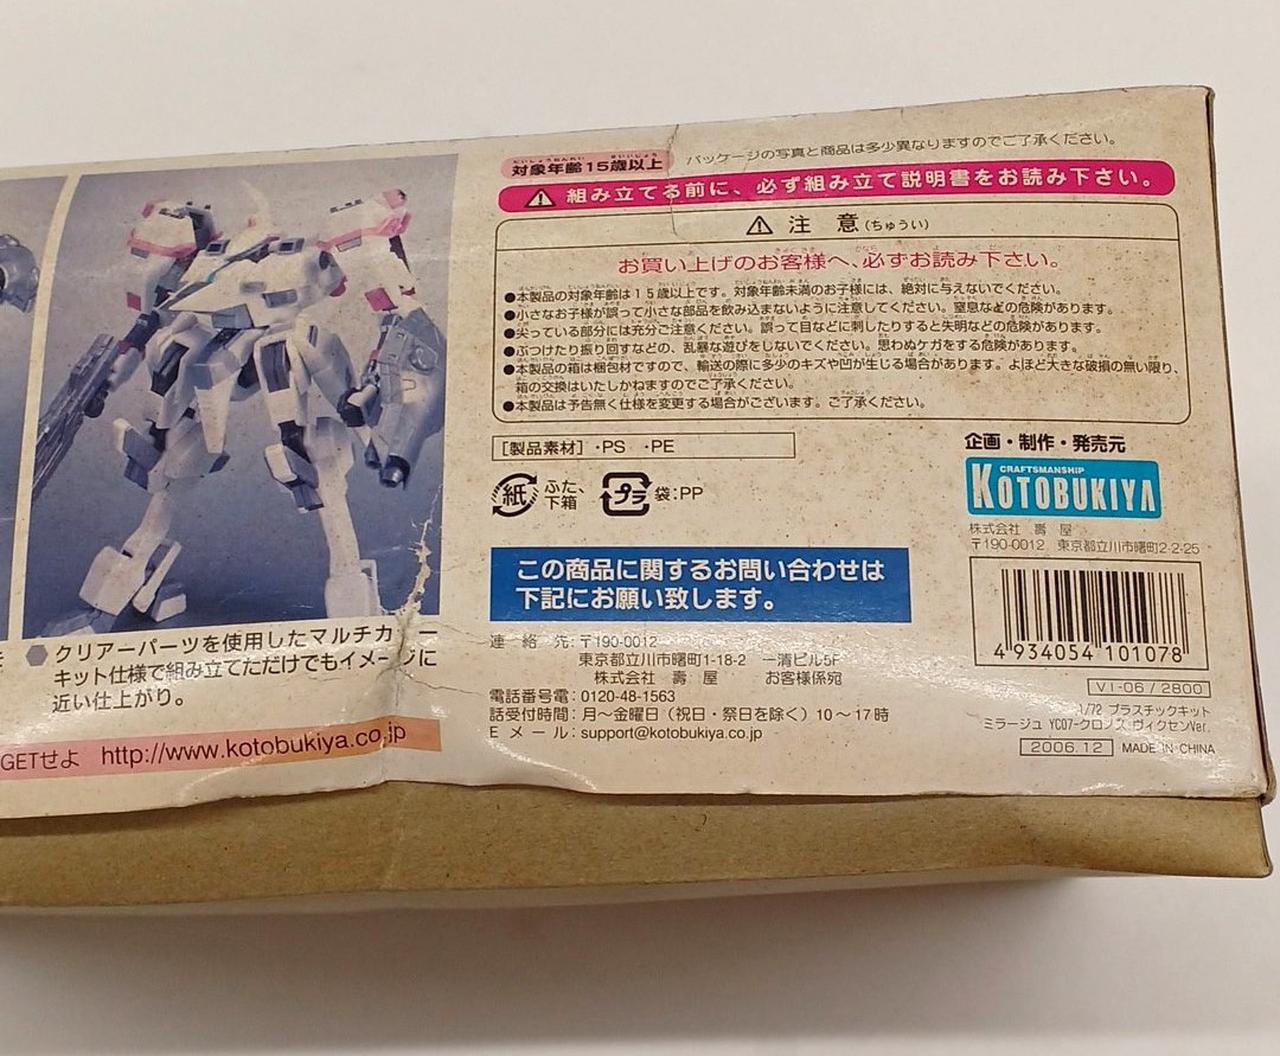 対象年齢15歳以上
パッケージの写真と商品は多少異なりますのでご了承ください。
組み立てる前に、必ず組み立て説明書をお読み下さい。
注 意(ちゅうい)
お買い上げのお客様へ、必ずお読み下さい。
●本製品の対象年齢は15歳以上です。対象年齢未満のお子様には、絶対に与えないでください。
●小さなお子様が誤って小さな部品を飲み込まないように注意してください。窒息などの危険があります。
●尖っている部分には充分ご注意ください。誤って目などに刺したりすると失明などの危険があります。
●ぶつけたり振り回すなどの、乱暴な遊びをしないでください。思わぬケガをする危険があります。
●本製品の箱は梱包材ですので、輸送の際に多少のキズや凹が生じる場合があります。よほど大きな破損の無い限り、
箱の交換はいたしかねますのでご了承ください。
●本製品は予告無く仕様を変更する場合がございます。ご了承ください。
[製品素材]・PS ・PE
紙 ふた、下箱 プラ 袋:PP
企画・制作・発売元
CRAFTSMANSHIP
KOTOBUKIYA
株式会社 壽 屋
〒190-0012 東京都立川市曙町2-2-25
この商品に関するお問い合わせは
下記にお願い致します。
連 絡 先:〒190-0012
東京都立川市曙町1-18-2 一清ビル5F
株式会社 壽 屋 お客様係宛
電話番号:0120-48-1563
話受付時間:月〜金曜日(祝日・祭日を除く)10〜17時
E メ ー ル:support@kotobukiya.co.jp
4 934054 101078
VI-06/2800
1/72 プラスチックキット
ミラージュ YC07-クロノス ヴィクセンVer.
2006.12 MADE IN CHINA
クリアーパーツを使用したマルチカ ー
キット仕様で組み立てただけでもイメージに
近い仕上がり。
GETせよ http://www.kotobukiya.co.jp